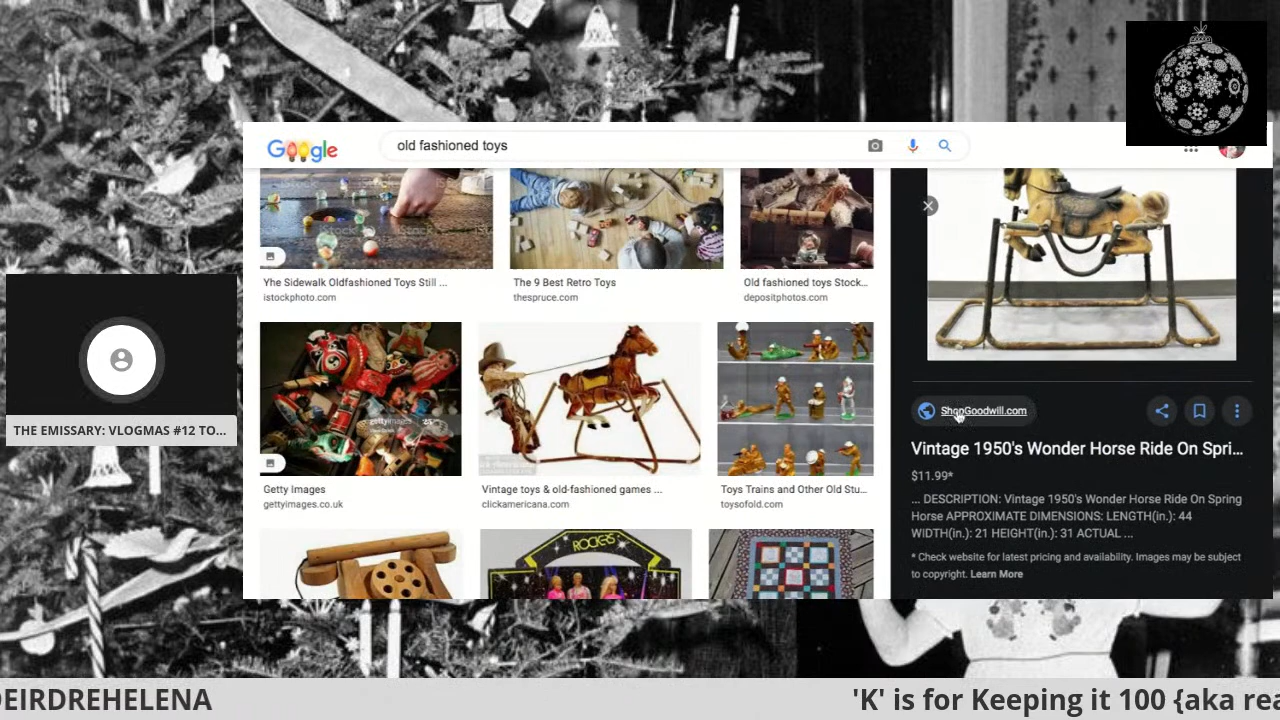 Google
old fashioned toys
iStock
iStock
Yhe Sidewalk Oldfashioned Toys Still ...
istockphoto.com
The 9 Best Retro Toys
thespruce.com
Old fashioned toys Stock...
depositphotos.com
gettyimages
Getty Images
gettyimages.co.uk
Vintage toys & old-fashioned games ...
clickamericana.com
Toys Trains and Other Old Stu...
toysofold.com
ROCKERS
ShopGoodwill.com
Vintage 1950's Wonder Horse Ride On Spri...
$11.99*
... DESCRIPTION: Vintage 1950's Wonder Horse Ride On Spring
Horse APPROXIMATE DIMENSIONS: LENGTH(in.): 44
WIDTH(in.): 21 HEIGHT(in.): 31 ACTUAL ...
* Check website for latest pricing and availability. Images may be subject
to copyright. Learn More
THE EMISSARY: VLOGMAS #12 TO...
DEIRDREHELENA
'K' is for Keeping it 100 {aka rea